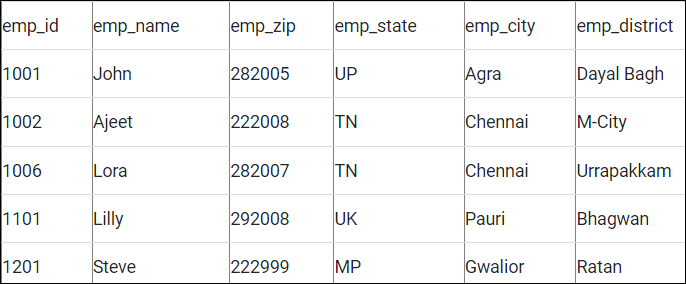 emp_id emp_name emp_zip emp_state emp_city emp_district
1001 John 282005 UP Agra Dayal Bagh
1002 Ajeet 222008 TN Chennai M-City
1006 Lora 282007 TN Chennai Urrapakkam
1101 Lilly 292008 UK Pauri Bhagwan
1201 Steve 222999 MP Gwalior Ratan